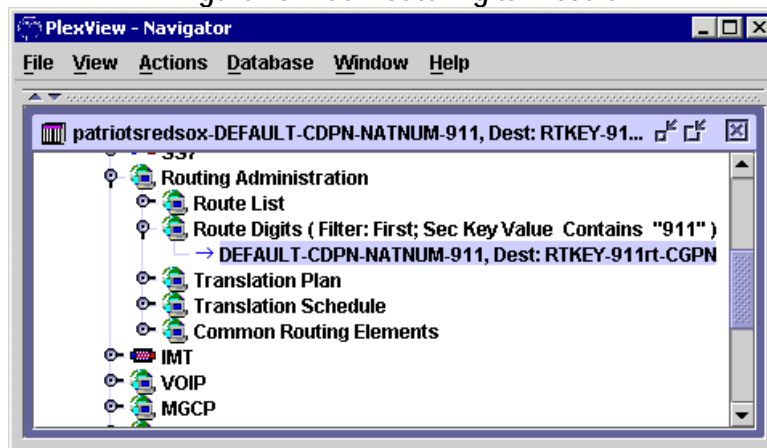 PlexView - Navigator
File View Actions Database Window Help
patriotsredsox-DEFAULT-CDPN-NATNUM-911, Dest: RTKEY-91...
SS7
Routing Administration
Route List
Route Digits ( Filter: First; Sec Key Value Contains "911" )
DEFAULT-CDPN-NATNUM-911, Dest: RTKEY-911rt-CGPN
Translation Plan
Translation Schedule
Common Routing Elements
IMT
VOIP
MGCP